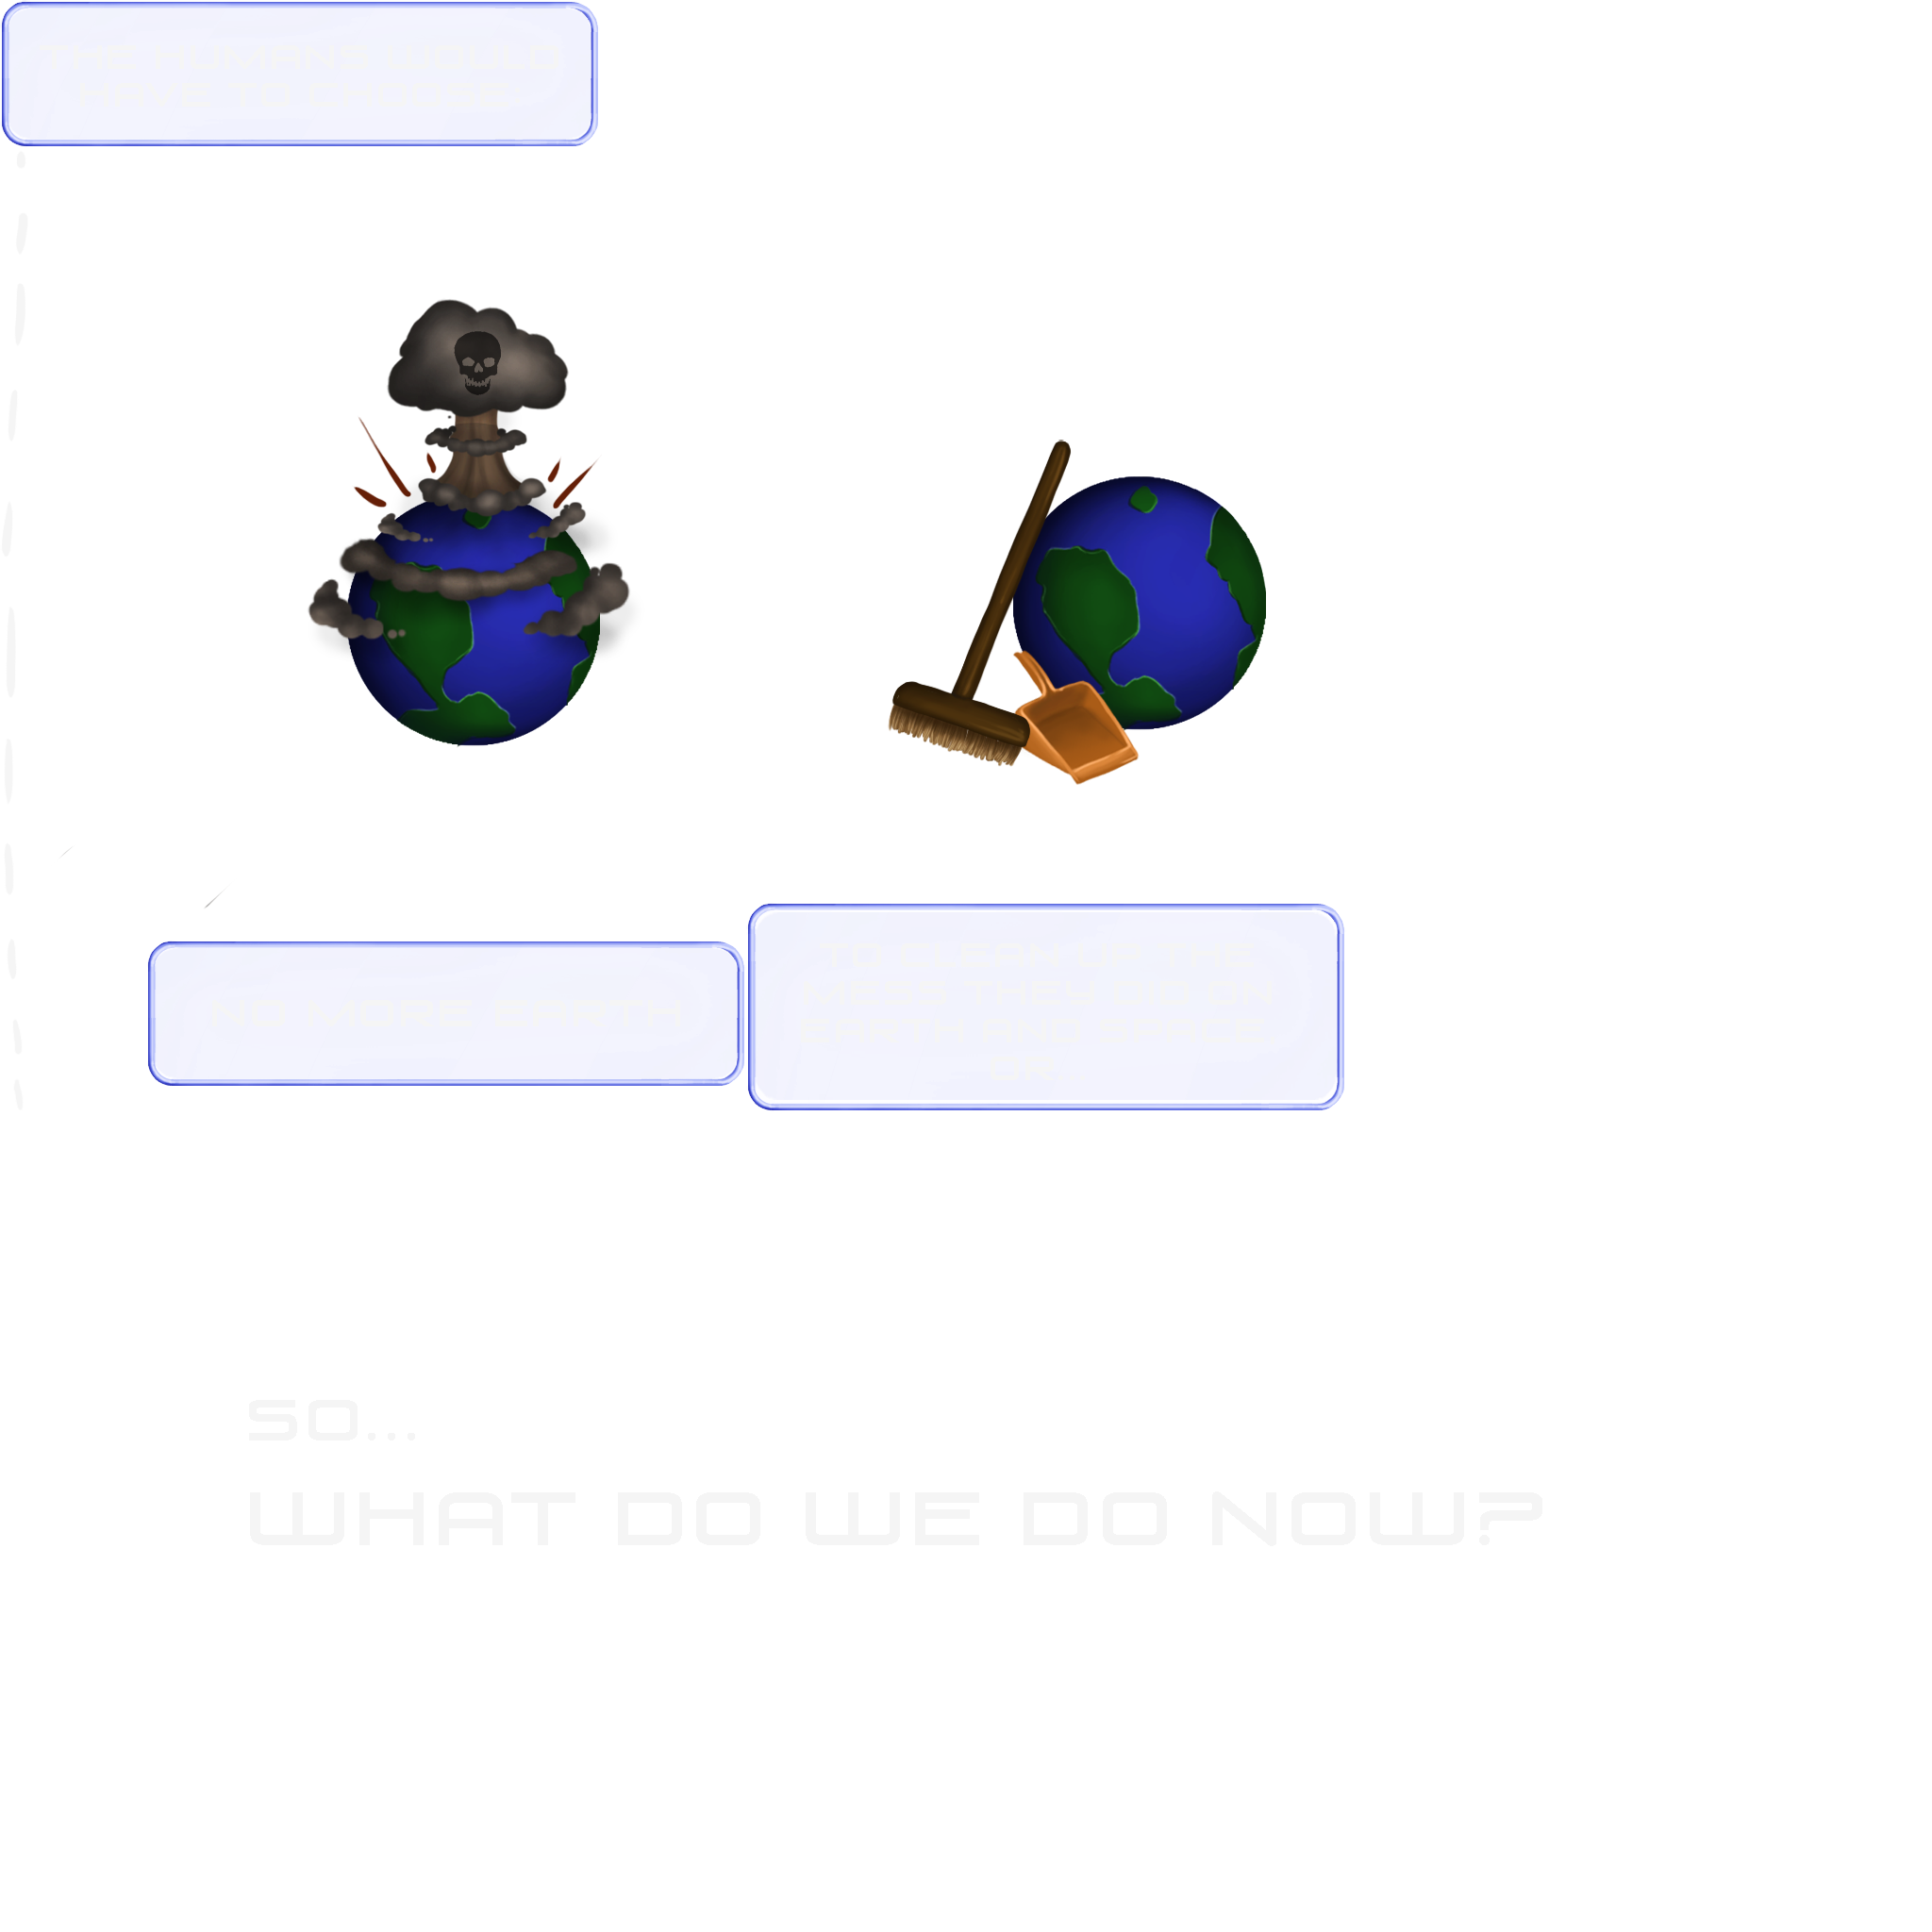 THE HUMANS WOULD
HAVE TO CHOOSE
NO MORE EARTH
TO CLEAN UP THE
MESS THEY DID ON
EARTH AND SPACE
OR
SO...
WHAT DO WE DO NOW?